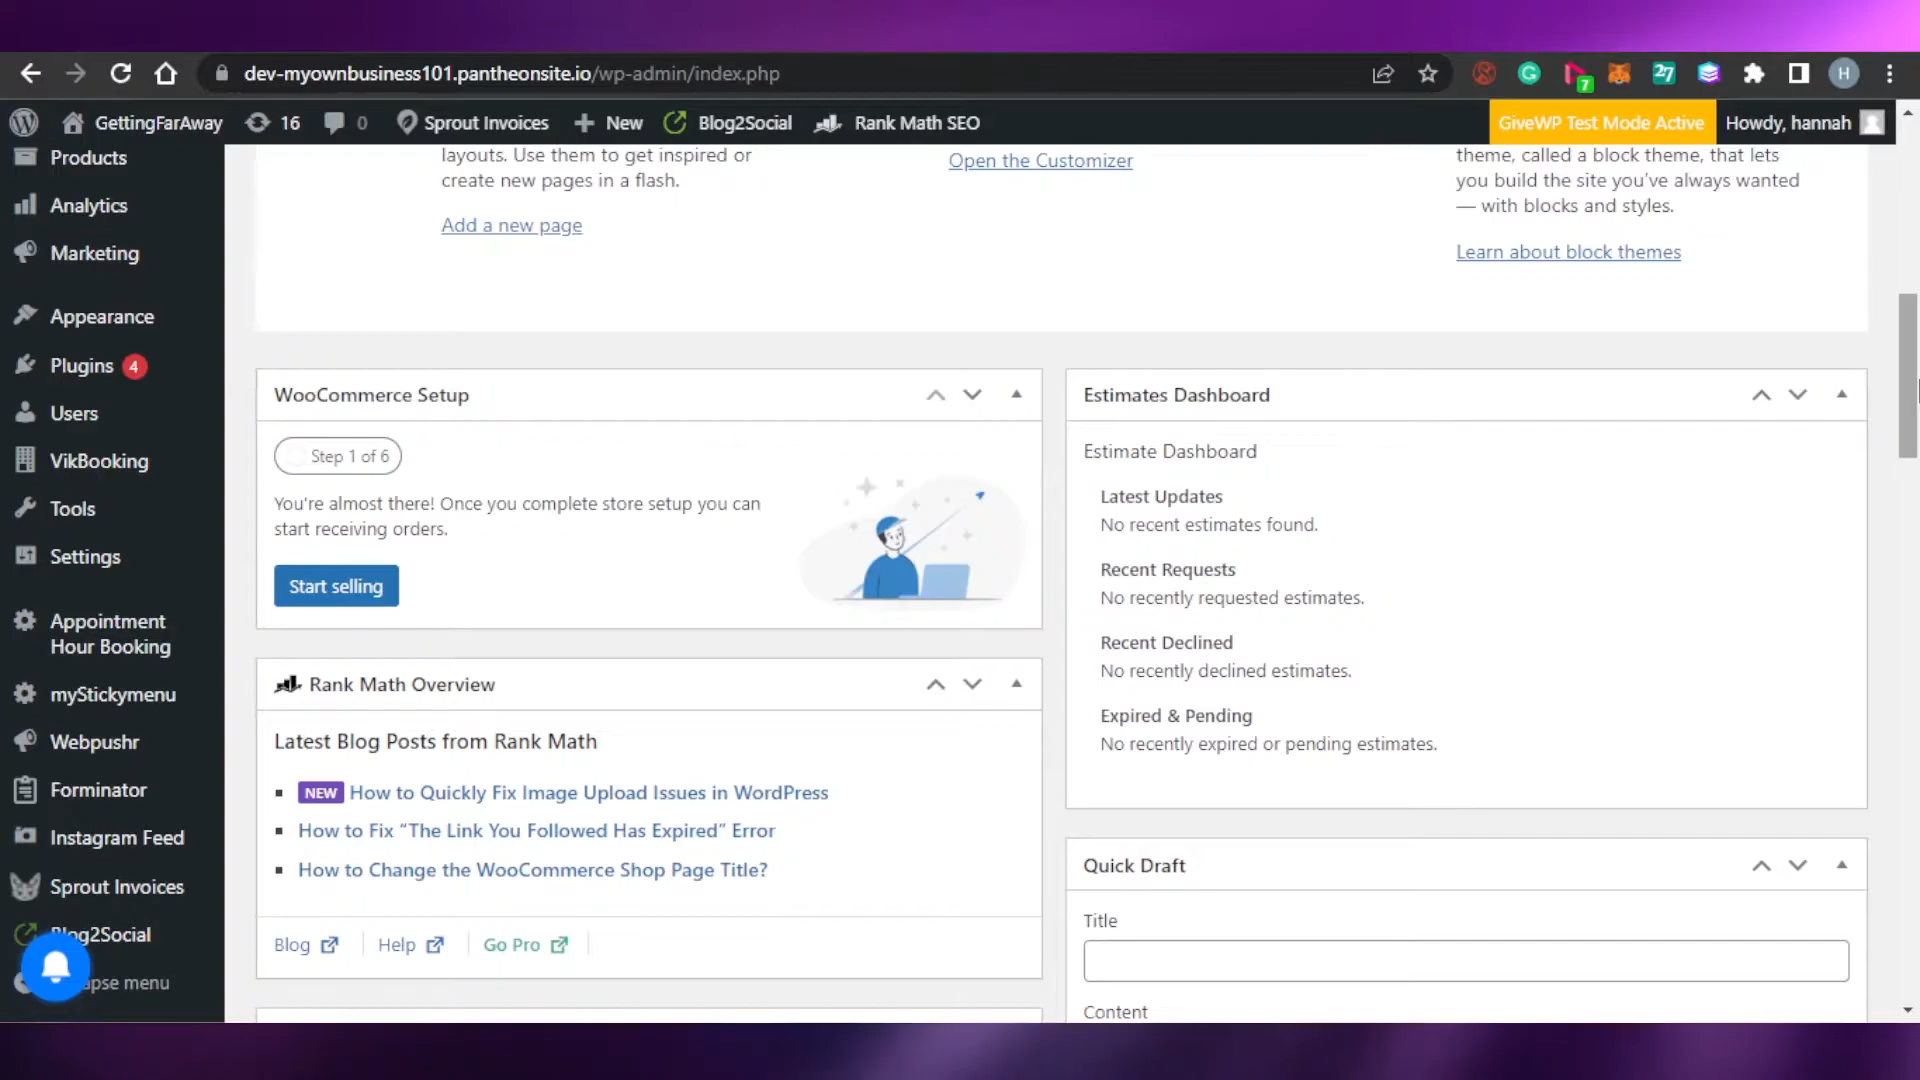 dev-myownbusiness101.pantheonsite.io/wp-admin/index.php
7
27
H
GettingFarAway
16
0
Sprout Invoices
New
Blog2Social
Rank Math SEO
GiveWP Test Mode Active
Howdy, hannah
Products
Analytics
Marketing
Appearance
Plugins 4
Users
VikBooking
Tools
Settings
Appointment
Hour Booking
myStickymenu
Webpushr
Forminator
Instagram Feed
Sprout Invoices
Blog2Social
apse menu
layouts. Use them to get inspired or
create new pages in a flash.
Add a new page
Open the Customizer
theme, called a block theme, that lets
you build the site you've always wanted
— with blocks and styles.
Learn about block themes
WooCommerce Setup
Step 1 of 6
You're almost there! Once you complete store setup you can
start receiving orders.
Start selling
Rank Math Overview
Latest Blog Posts from Rank Math
NEW How to Quickly Fix Image Upload Issues in WordPress
How to Fix “The Link You Followed Has Expired” Error
How to Change the WooCommerce Shop Page Title?
Blog
Help
Go Pro
Estimates Dashboard
Estimate Dashboard
Latest Updates
No recent estimates found.
Recent Requests
No recently requested estimates.
Recent Declined
No recently declined estimates.
Expired & Pending
No recently expired or pending estimates.
Quick Draft
Title
Content